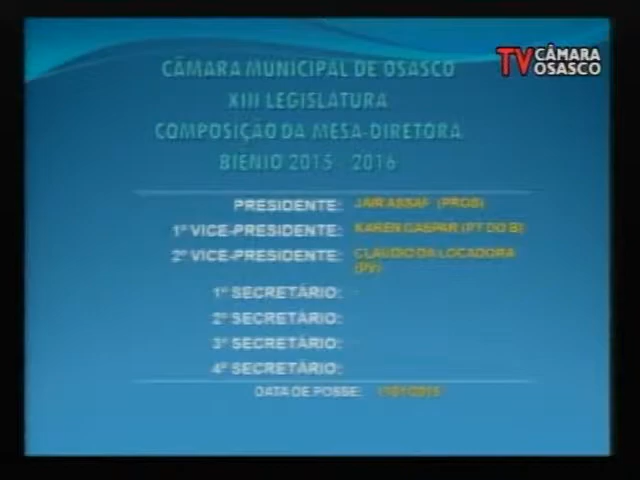 TV CÂMARA
OSASCO
CÂMARA MUNICIPAL DE OSASCO
XIII LEGISLATURA
COMPOSIÇÃO DA MESA-DIRETORA
BIÊNIO 2015 - 2016
PRESIDENTE: JAIR ASSAF (PROS)
1º VICE-PRESIDENTE: KAREN GASPAR (PT DO B)
2º VICE-PRESIDENTE: CLAUDIO DA LOCADORA
(PV)
1º SECRETÁRIO: -
2º SECRETÁRIO: -
3º SECRETÁRIO: -
4º SECRETÁRIO: -
DATA DE POSSE: